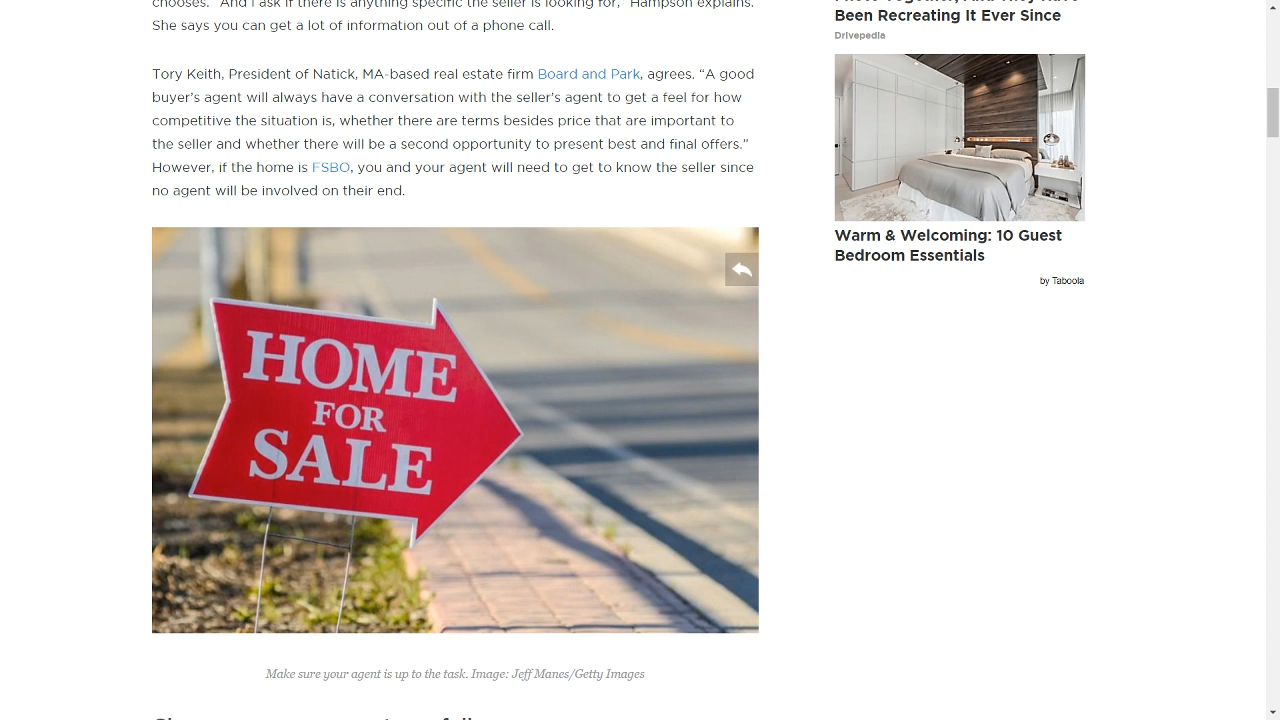 chooses. "And I ask if there is anything specific the seller is looking for," Hampson explains.
She says you can get a lot of information out of a phone call.
Tory Keith, President of Natick, MA-based real estate firm Board and Park, agrees. “A good
buyer’s agent will always have a conversation with the seller’s agent to get a feel for how
competitive the situation is, whether there are terms besides price that are important to
the seller and whether there will be a second opportunity to present best and final offers.”
However, if the home is FSBO, you and your agent will need to get to know the seller since
no agent will be involved on their end.
HOME
FOR
SALE
Make sure your agent is up to the task. Image: Jeff Manes/Getty Images
Been Recreating It Ever Since
Drivepedia
Warm & Welcoming: 10 Guest
Bedroom Essentials
by Taboola